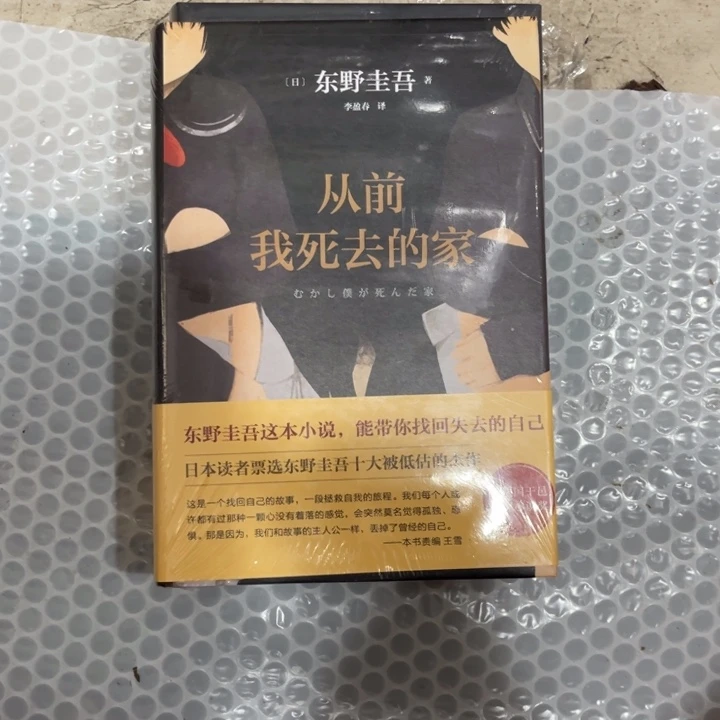 〔日〕 东野圭吾 著
李盈春 译
从前
我死去的家
むかし僕が死んだ家
东野圭吾这本小说，能带你找回失去的自己
日本读者票选东野圭吾十大被低估的杰作
这是一个找回自己的故事，一段拯救自我的旅程。我们每个人或
许都有过那种一颗心没有着落的感觉。会突然莫名觉得孤独、恐
惧。那是因为，我们和故事的主人公一样，丢掉了曾经的自己。
——本书责编 王雪